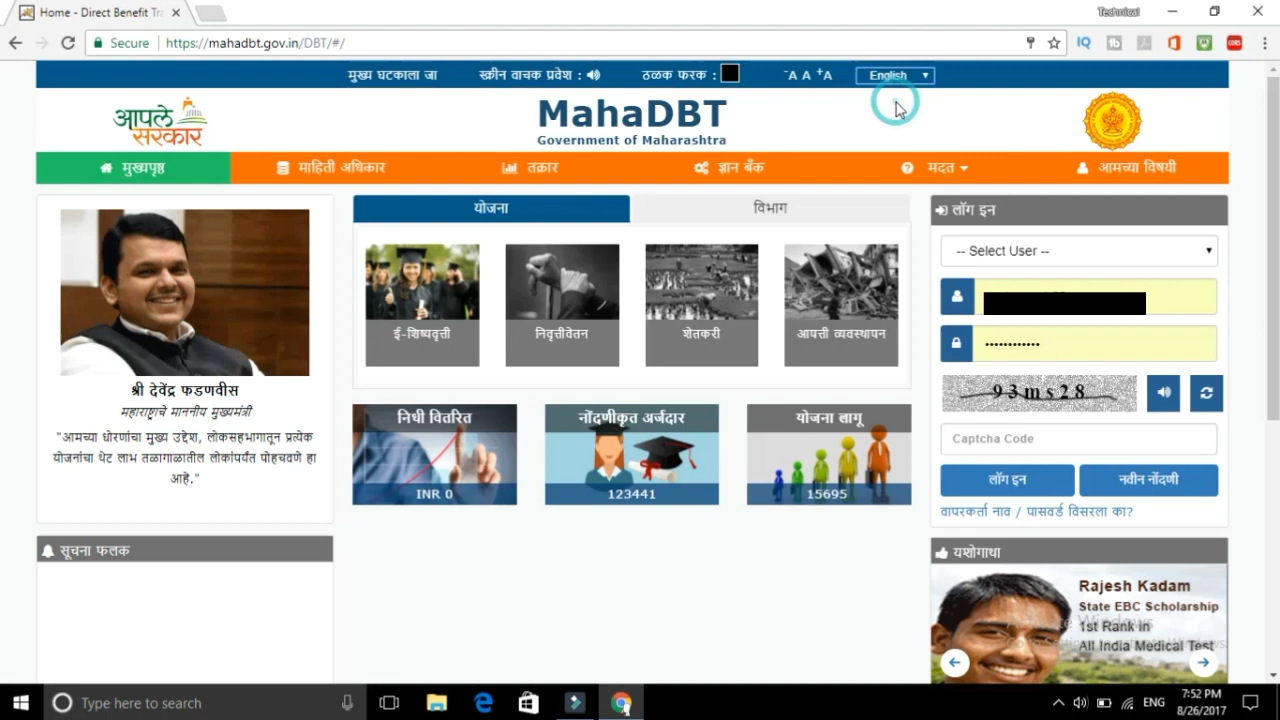 Home - Direct Benefit Tra
Technical
Secure
https://mahadbt.gov.in/DBT/#/
मुख्य घटकाला जा
स्क्रीन वाचक प्रवेश :
ठळक फरक :
-A A +A
English
आपले
सरकार
MahaDBT
Government of Maharashtra
मुख्यपृष्ठ
माहिती अधिकार
तक्रार
ज्ञान बँक
मदत
आमच्या विषयी
श्री देवेंद्र फडणवीस
महाराष्ट्राचे माननीय मुख्यमंत्री
"आमच्या धोरणांचा मुख्य उद्देश, लोकसहभागातून प्रत्येक
योजनांचा थेट लाभ तळागाळातील लोकांपर्यंत पोहचवणे हा
आहे."
सूचना फलक
योजना
विभाग
ई-शिष्यवृत्ती
निवृत्तीवेतन
शेतकरी
आपत्ती व्यवस्थापन
निधी वितरित
INR 0
नोंदणीकृत अर्जदार
123441
योजना लागू
15695
लॉग इन
-- Select User --
93ms28
Captcha Code
लॉग इन
नवीन नोंदणी
वापरकर्ता नाव / पासवर्ड विसरला का?
यशोगाथा
Rajesh Kadam
State EBC Scholarship
1st Rank in
All India Medical Test
Type here to search
ENG
7:52 PM
8/26/2017